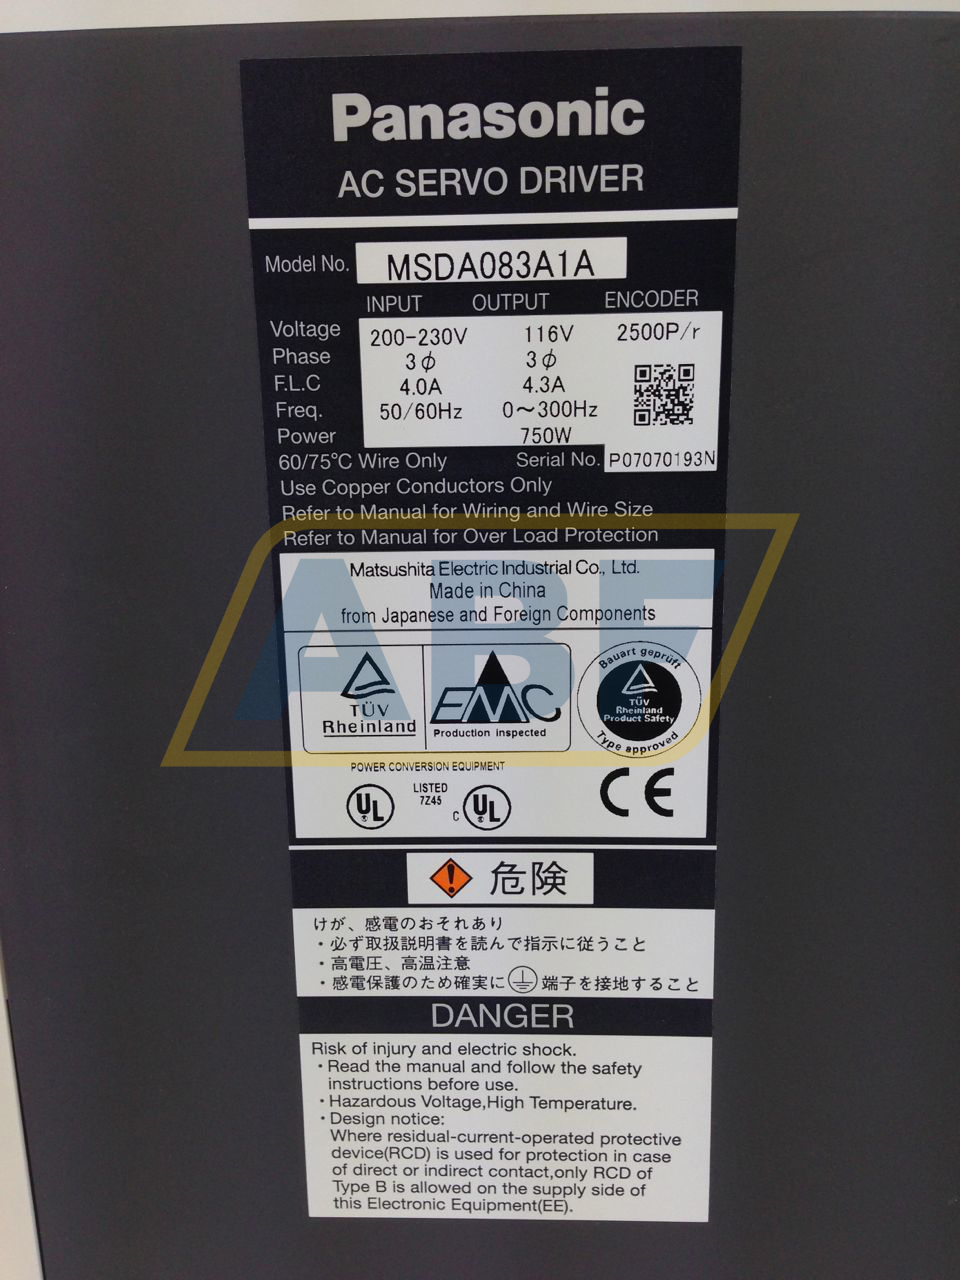 Panasonic
AC SERVO DRIVER
Model No. MSDA083A1A
INPUT OUTPUT ENCODER
Voltage 200-230V 116V 2500P/r
Phase 3φ 3φ
F.L.C 4.0A 4.3A
Freq. 50/60Hz 0～300Hz
Power 750W
60/75°C Wire Only Serial No. P07070193N
Use Copper Conductors Only
Refer to Manual for Wiring and Wire Size
Refer to Manual for Over Load Protection
ABF
Matsushita Electric Industrial Co., Ltd.
Made in China
from Japanese and Foreign Components
TÜV
Rheinland
EMC
Production inspected
Bauart geprüft
TÜV
Rheinland
Product Safety
Type approved
POWER CONVERSION EQUIPMENT
UL ® LISTED
7Z45
C UL ®
CE
危険
けが、感電のおそれあり
・必ず取扱説明書を読んで指示に従うこと
・高電圧、高温注意
・感電保護のため確実に端子を接地すること
DANGER
Risk of injury and electric shock.
・Read the manual and follow the safety
instructions before use.
・Hazardous Voltage,High Temperature.
・Design notice:
Where residual-current-operated protective
device(RCD) is used for protection in case
of direct or indirect contact,only RCD of
Type B is allowed on the supply side of
this Electronic Equipment(EE).